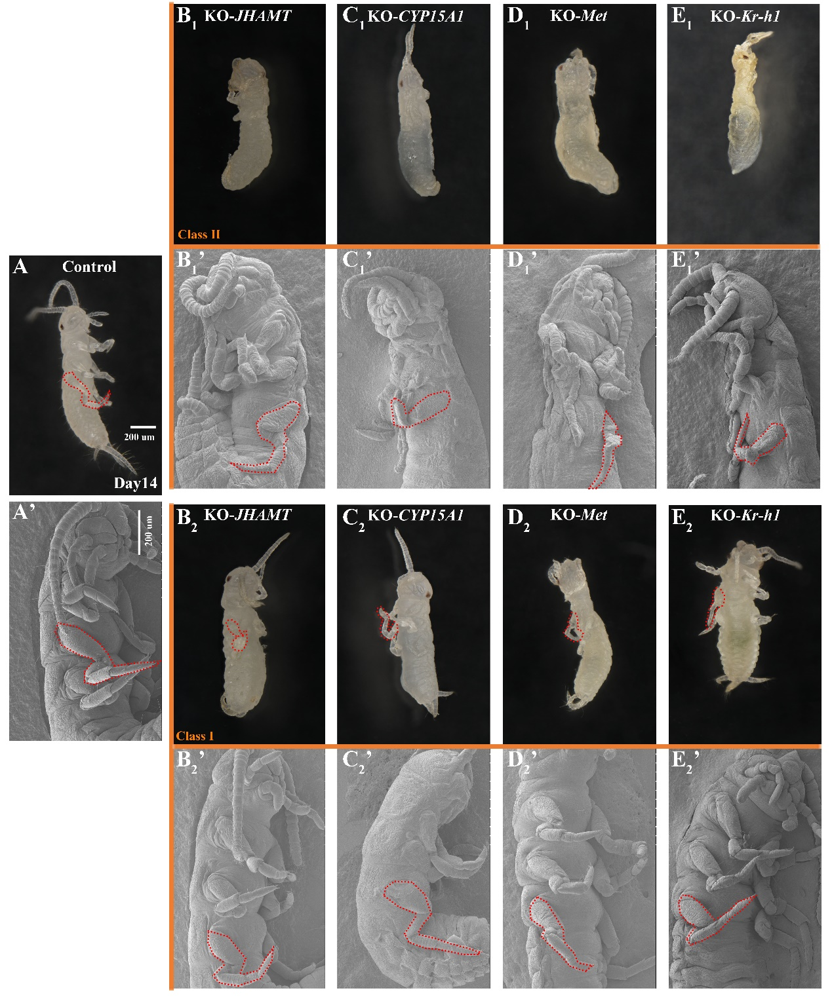 B1 KO-JHAMT
C1 KO-CYP15A1
D1 KO-Met
E1 KO-Kr-h1
Class II
A Control
200 um
Day14
B1’
C1’
D1’
E1’
A’
200 um
B2 KO-JHAMT
C2 KO-CYP15A1
D2 KO-Met
E2 KO-Kr-h1
Class I
B2’
C2’
D2’
E2’